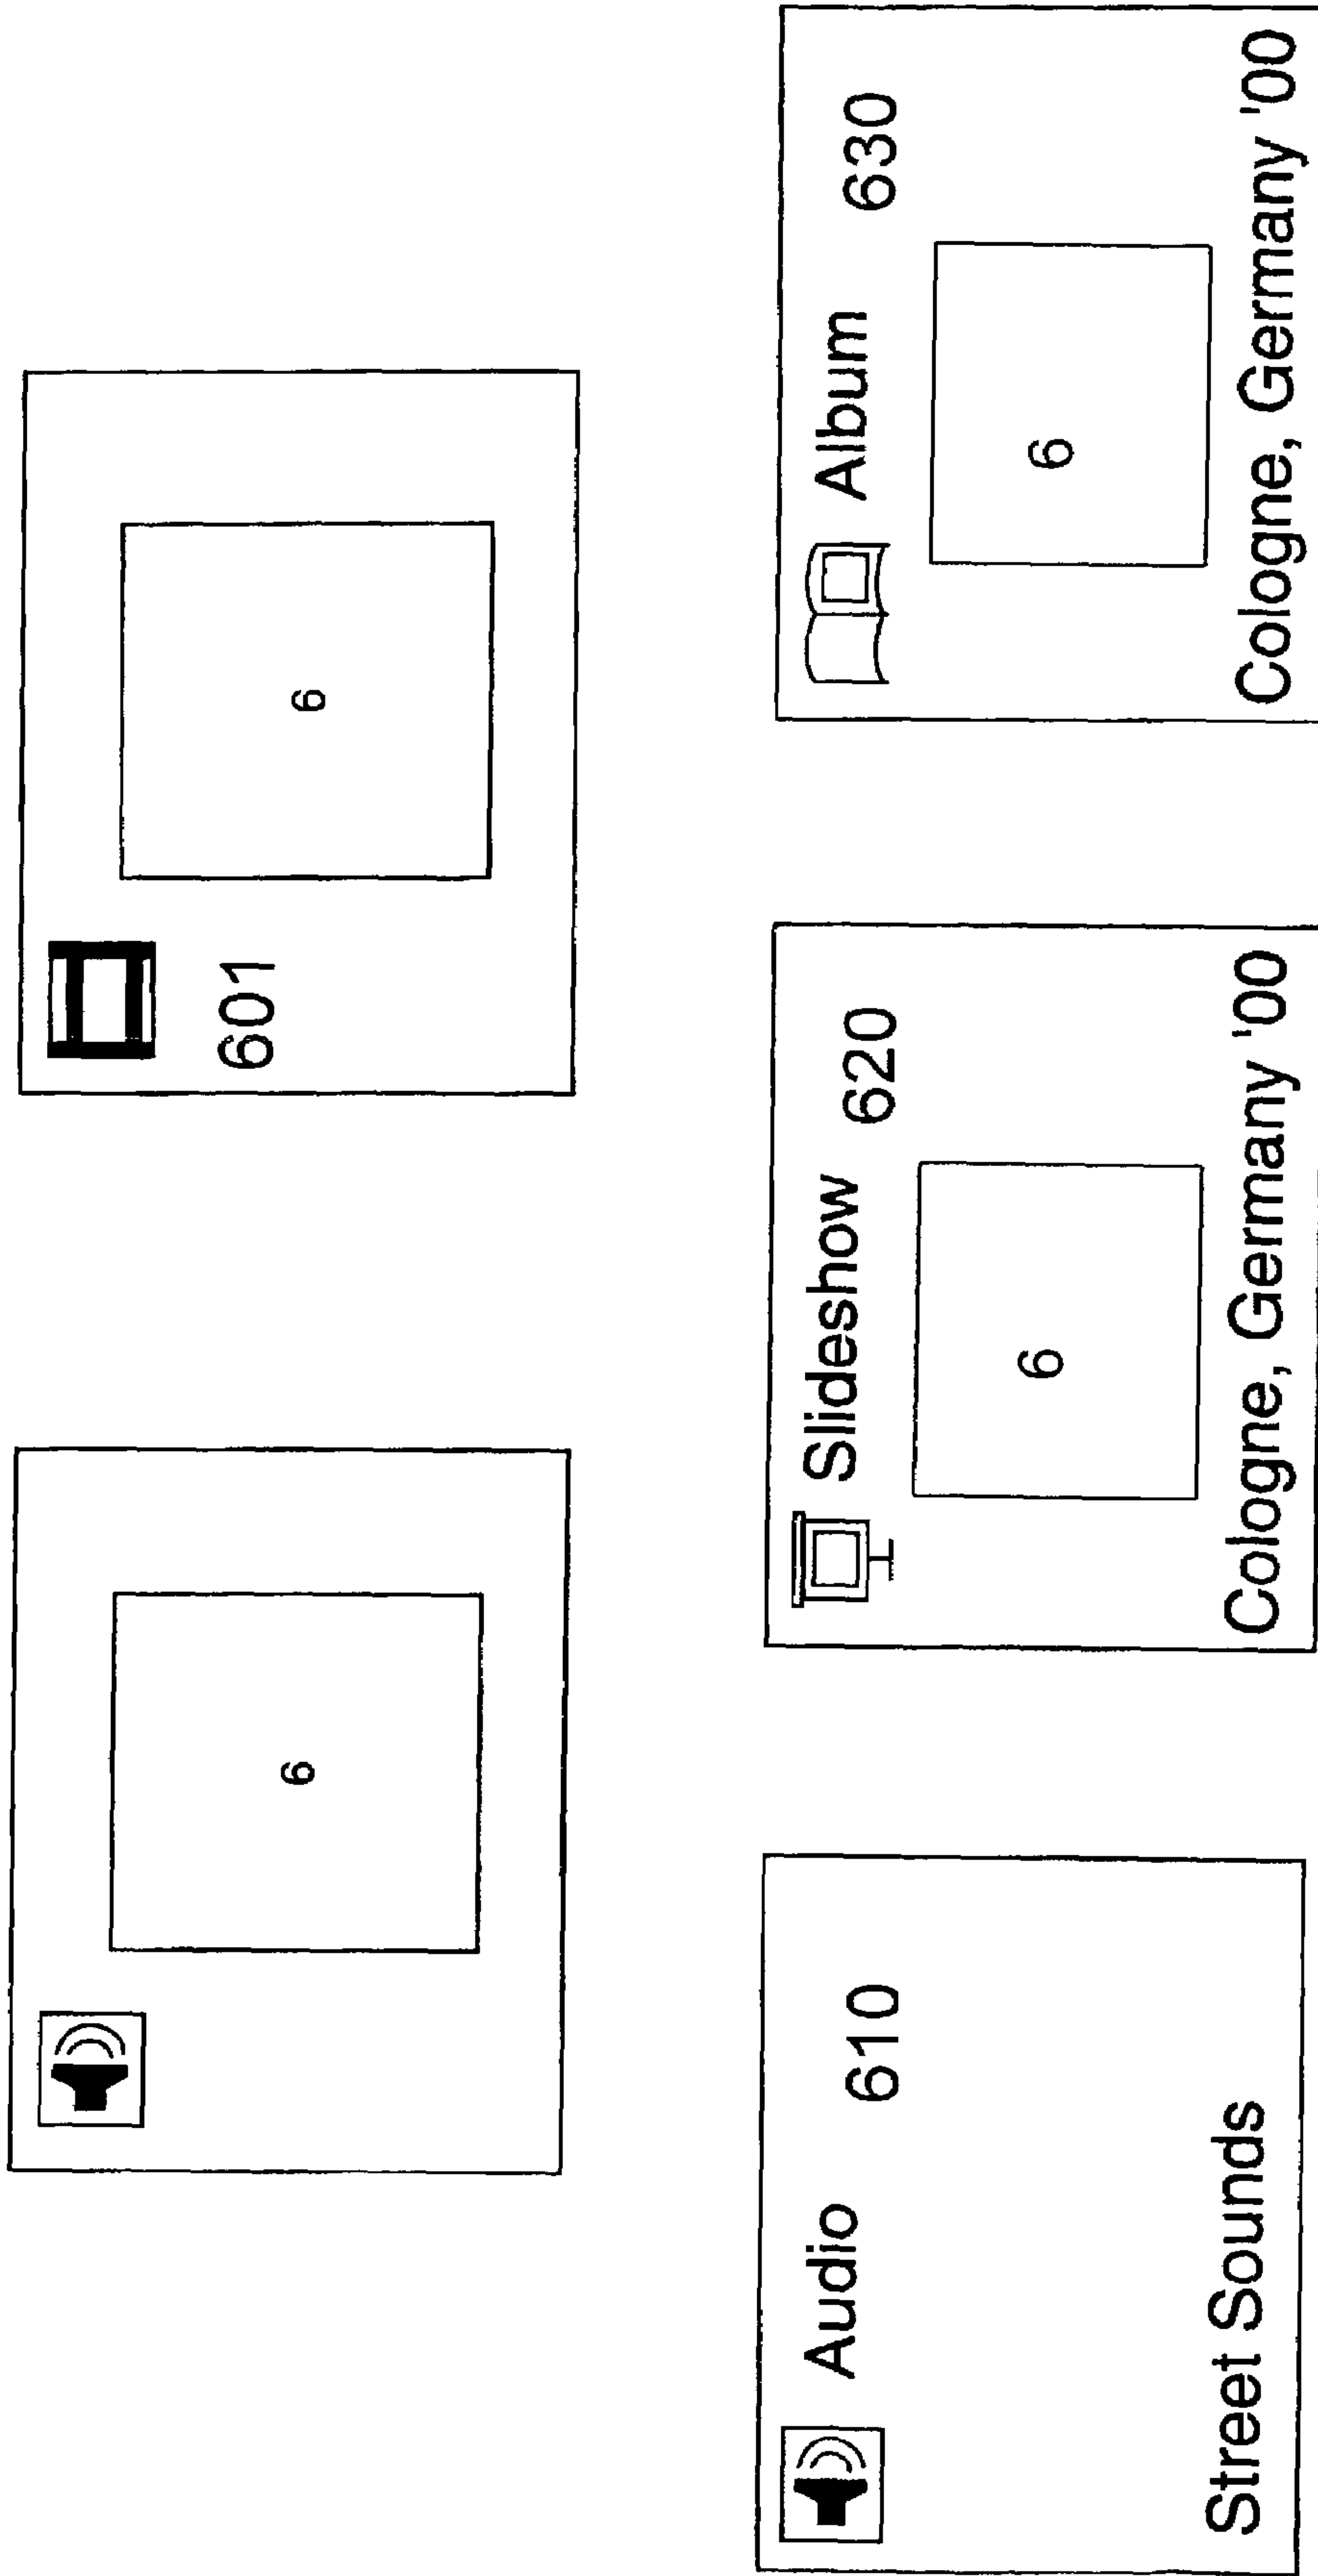 6
6
601
Audio 610
Street Sounds
Slideshow 620
6
Cologne, Germany '00
Album 630
6
Cologne, Germany '00